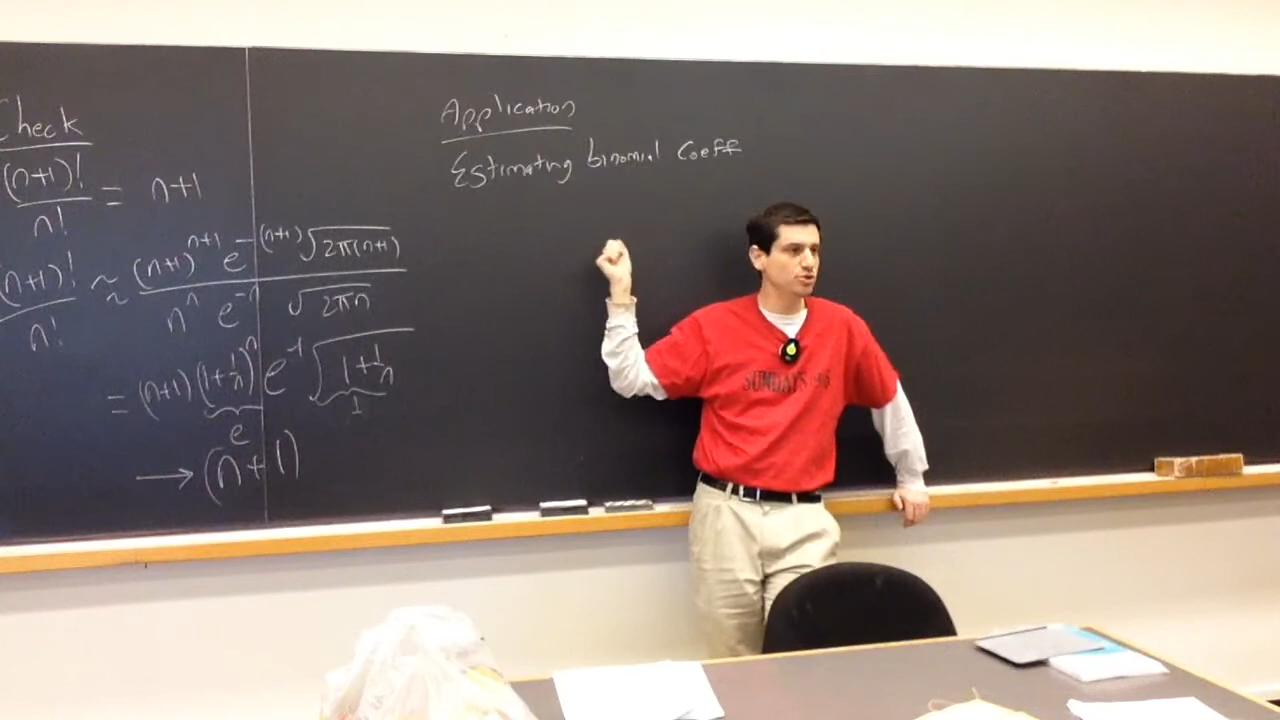 Check
(n+1)!/n! = n+1
(n+1)!/n! ≈ (n+1)^{n+1} e^{-(n+1)} √(2π(n+1)) / n^n e^{-n} √(2πn)
= (n+1) (1+1/n)^n e^{-1} √(1+1/n)
e 1
→ (n+1)
Application
Estimating binomial Coeff
SUNDAY